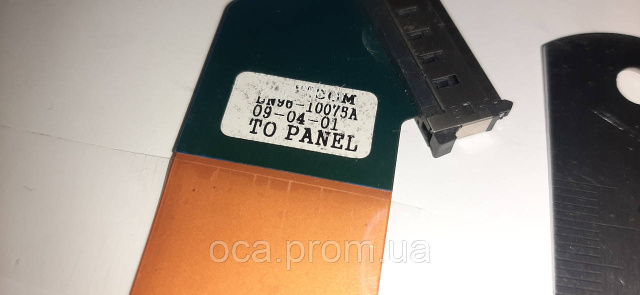 BN96-10075A
09-04-01
TO PANEL
oca.prom.ua